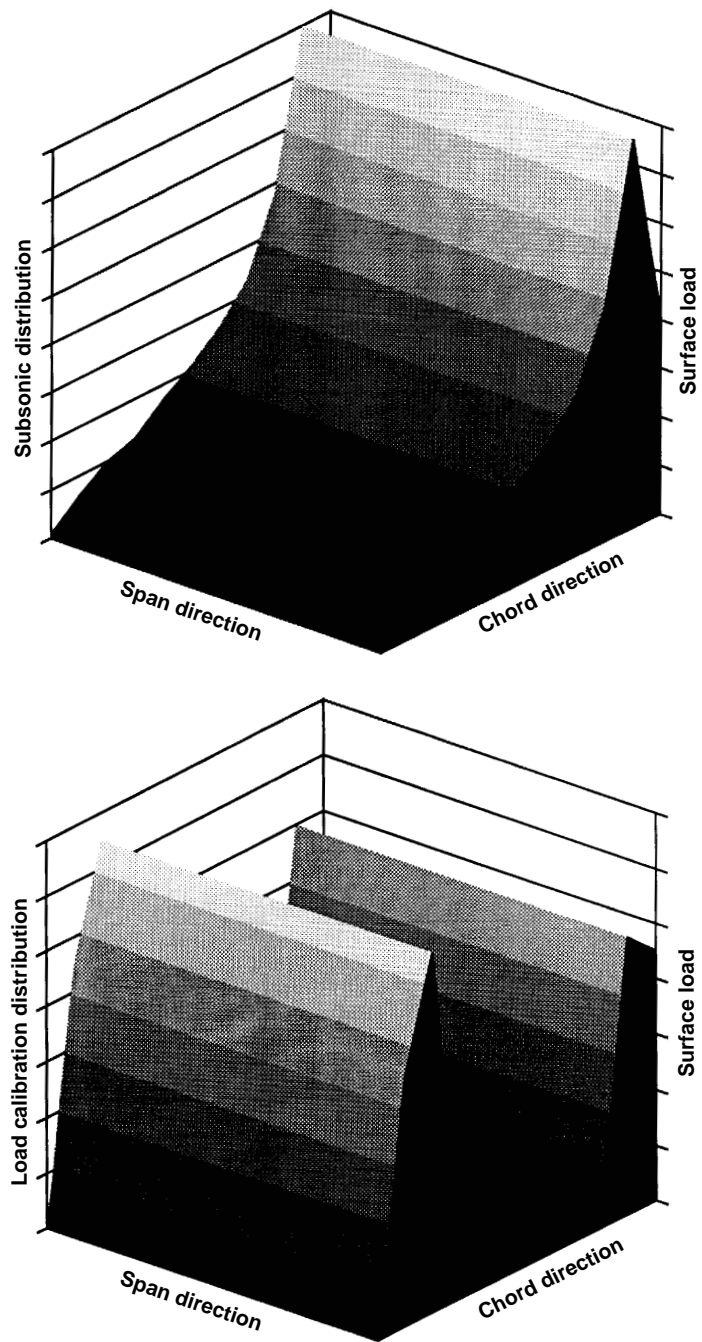 Subsonic distribution
Surface load
Span direction
Chord direction
Load calibration distribution
Surface load
Span direction
Chord direction